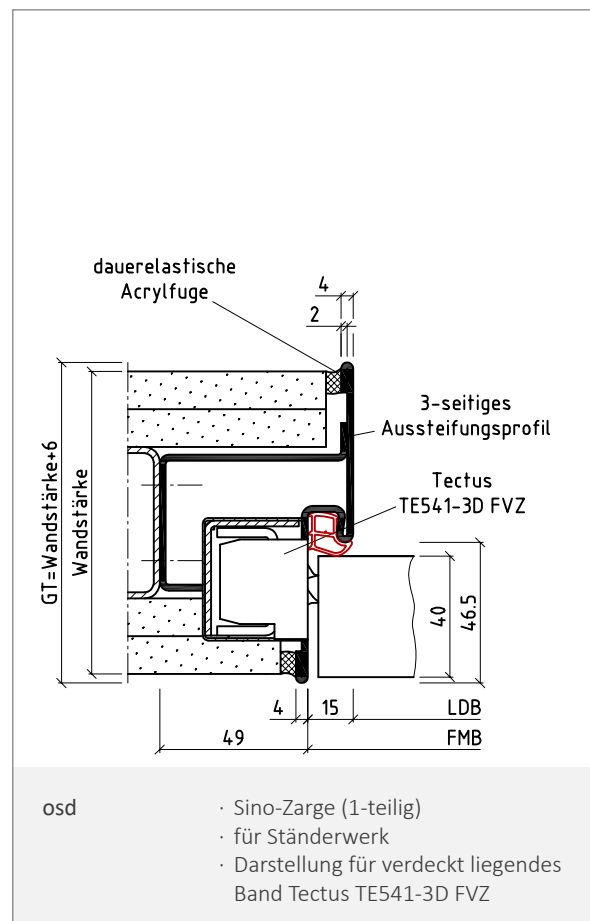 dauerelastische
Acrylfuge
4
2
3-seitiges
Aussteifungsprofil
Tectus
TE541-3D FVZ
GT=Wandstärke+6
Wandstärke
40
46.5
4
15
LDB
49
FMB
osd
· Sino-Zarge (1-teilig)
· für Ständerwerk
· Darstellung für verdeckt liegendes
Band Tectus TE541-3D FVZ